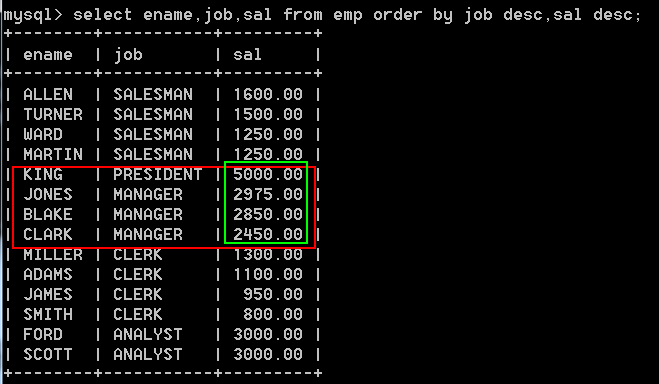 mysql> select ename,job,sal from emp order by job desc,sal desc;
+--------+-----------+---------+
| ename  | job       | sal     |
+--------+-----------+---------+
| ALLEN  | SALESMAN  | 1600.00 |
| TURNER | SALESMAN  | 1500.00 |
| WARD   | SALESMAN  | 1250.00 |
| MARTIN | SALESMAN  | 1250.00 |
| KING   | PRESIDENT | 5000.00 |
| JONES  | MANAGER   | 2975.00 |
| BLAKE  | MANAGER   | 2850.00 |
| CLARK  | MANAGER   | 2450.00 |
| MILLER | CLERK     | 1300.00 |
| ADAMS  | CLERK     | 1100.00 |
| JAMES  | CLERK     |  950.00 |
| SMITH  | CLERK     |  800.00 |
| FORD   | ANALYST   | 3000.00 |
| SCOTT  | ANALYST   | 3000.00 |
+--------+-----------+---------+